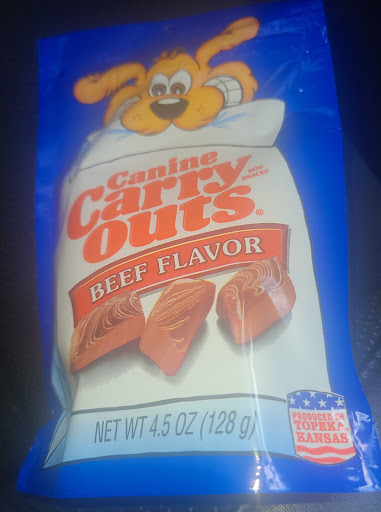 Canine
Carry
Outs®
DOG
SNACKS
BEEF FLAVOR
NET WT 4.5 OZ (128 g)
PRODUCED IN
TOPEKA,
KANSAS